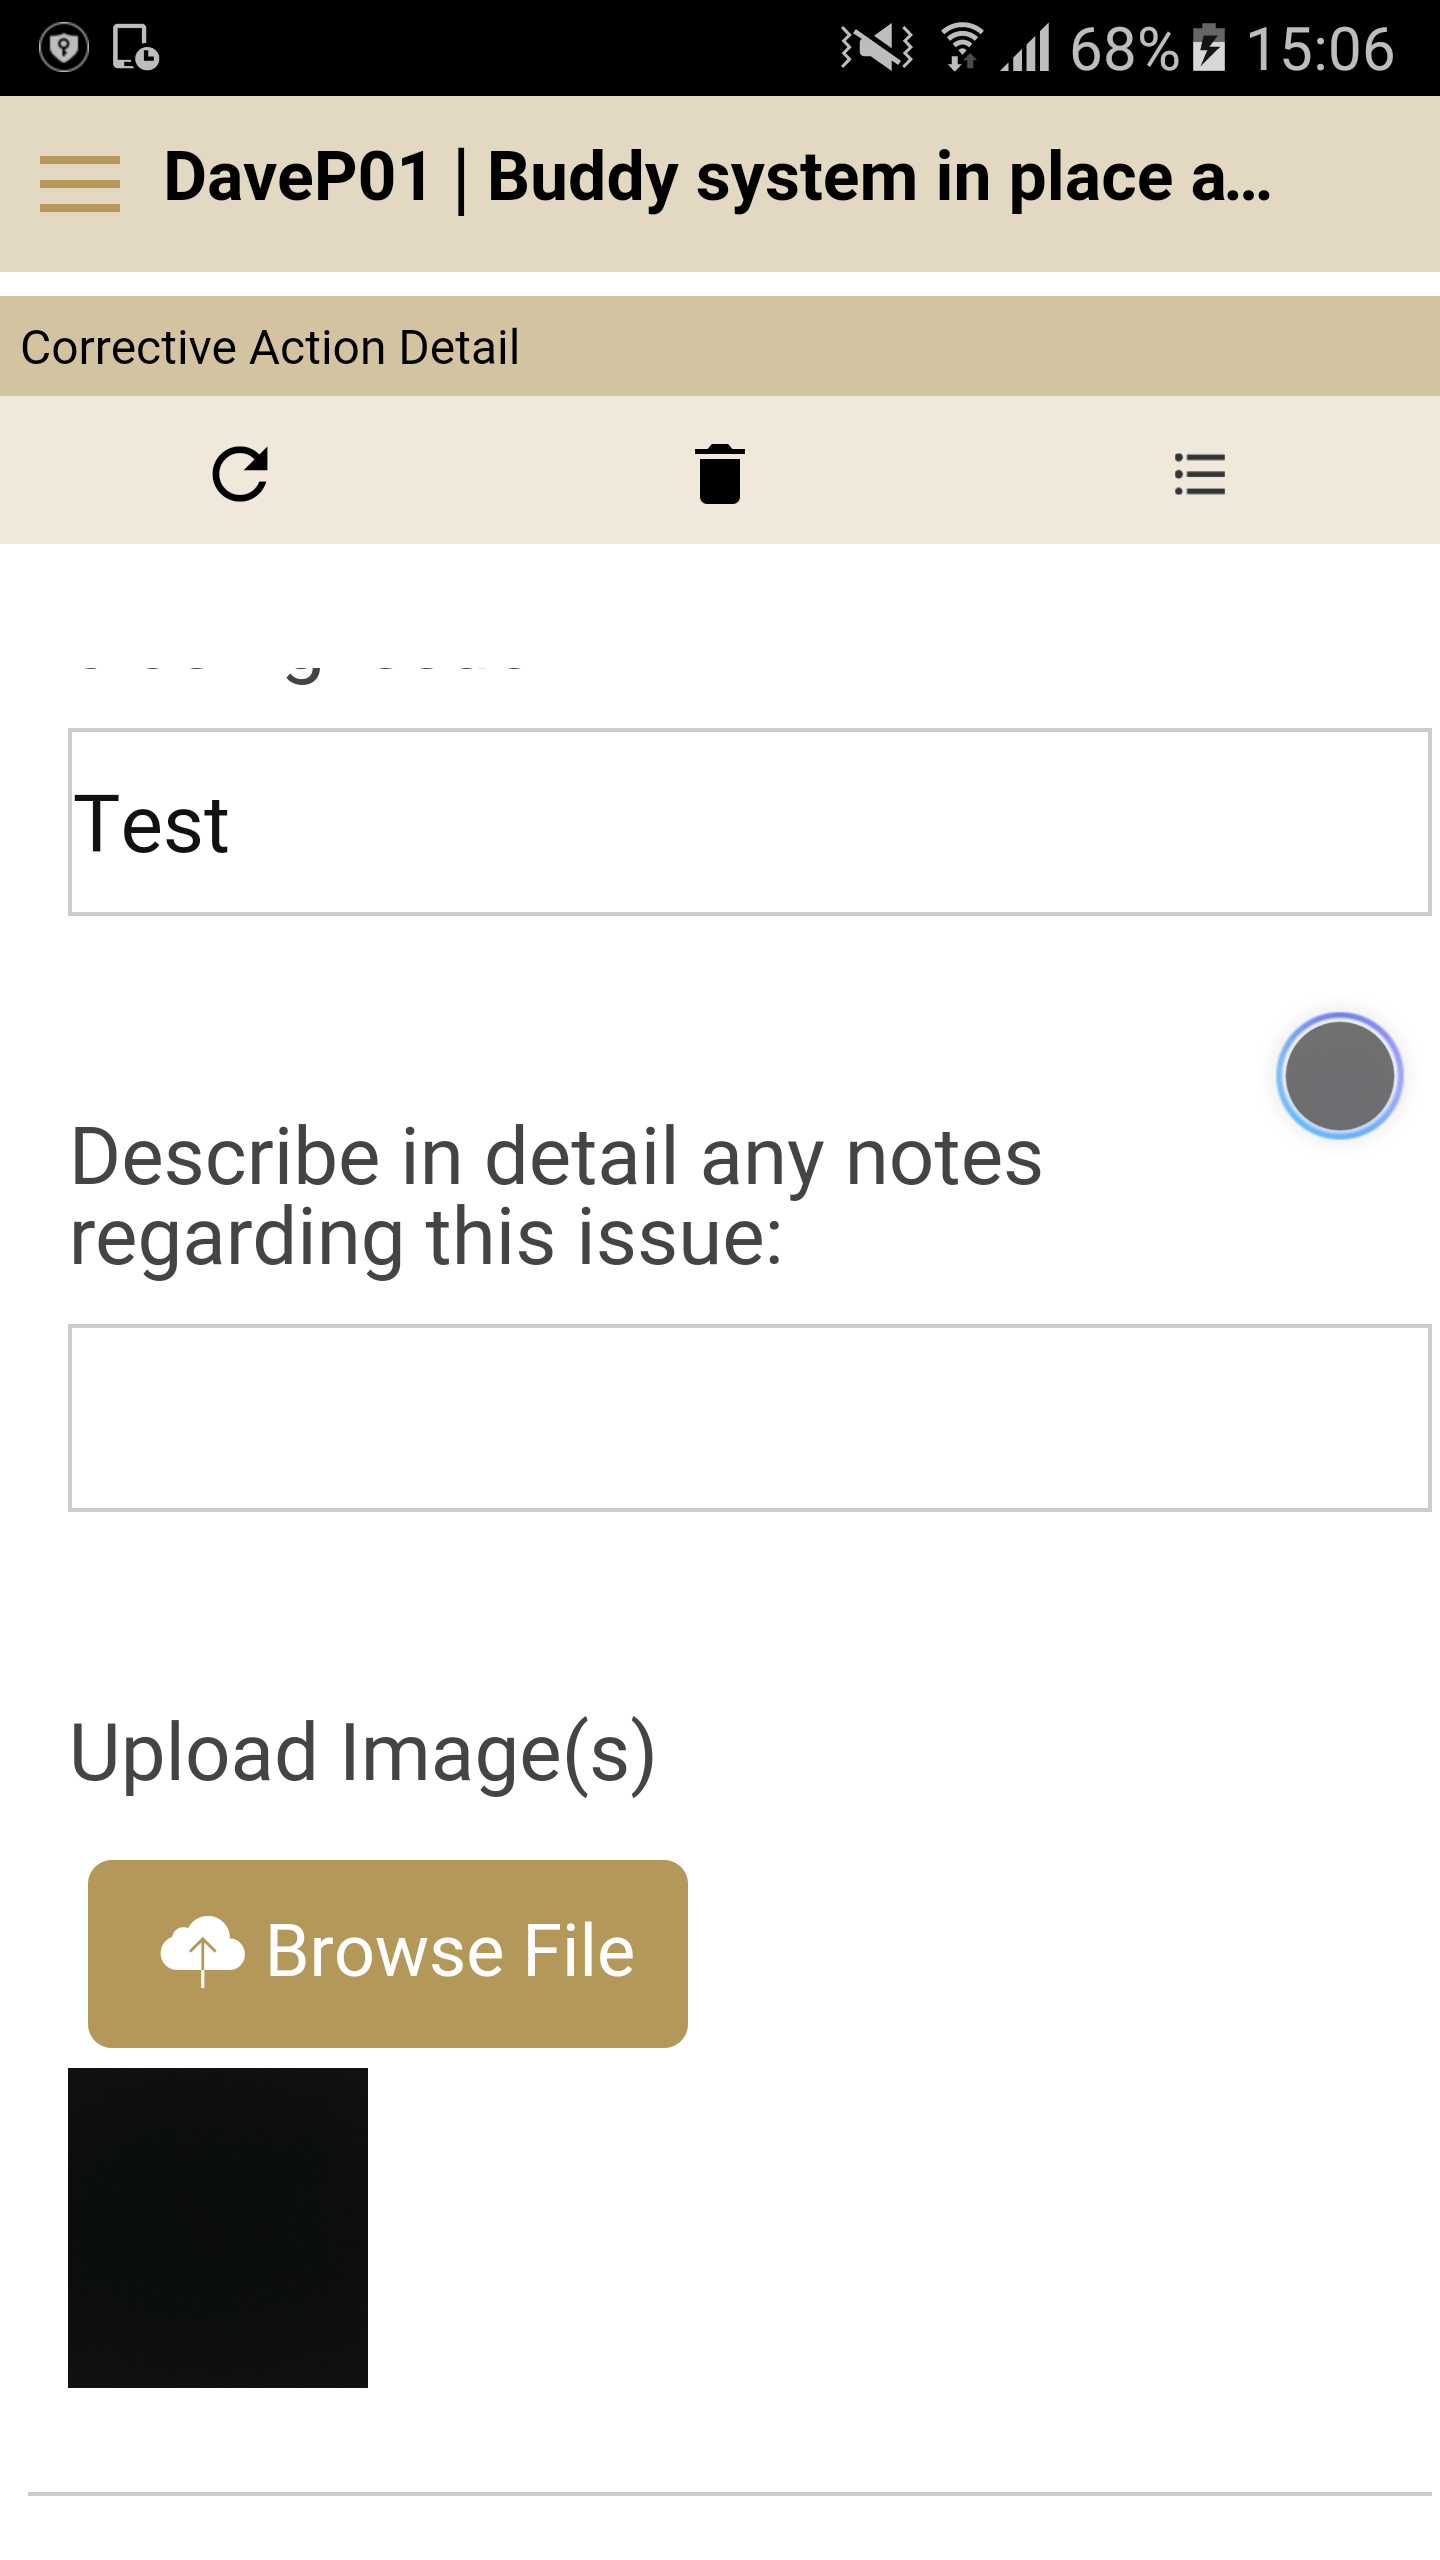 68% 15:06
DaveP01 | Buddy system in place a...
Corrective Action Detail
Test
Describe in detail any notes
regarding this issue:
Upload Image(s)
Browse File